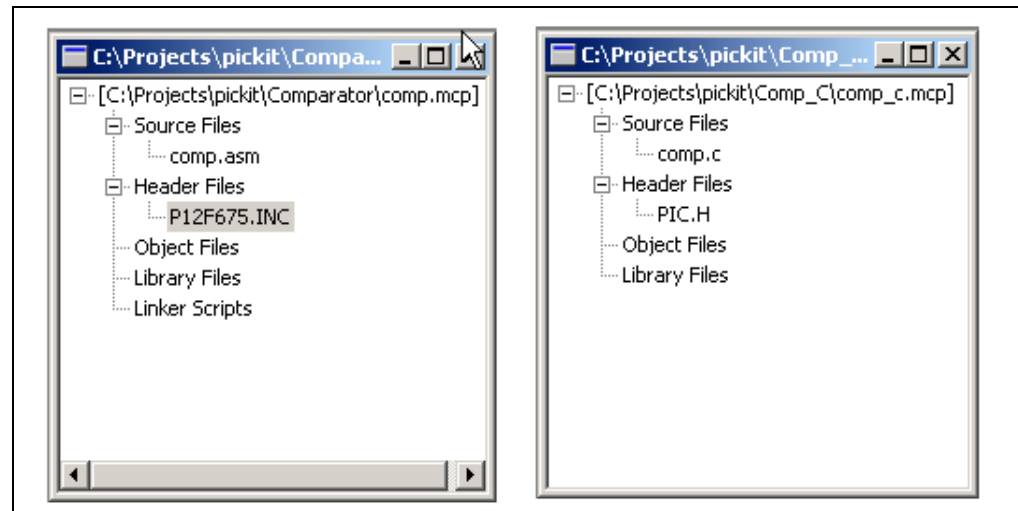 C:\Projects\pickit\Compa...
[C:\Projects\pickit\Comparator\comp.mcp]
Source Files
comp.asm
Header Files
P12F675.INC
Object Files
Library Files
Linker Scripts
C:\Projects\pickit\Comp_...
[C:\Projects\pickit\Comp_C\comp_c.mcp]
Source Files
comp.c
Header Files
PIC.H
Object Files
Library Files